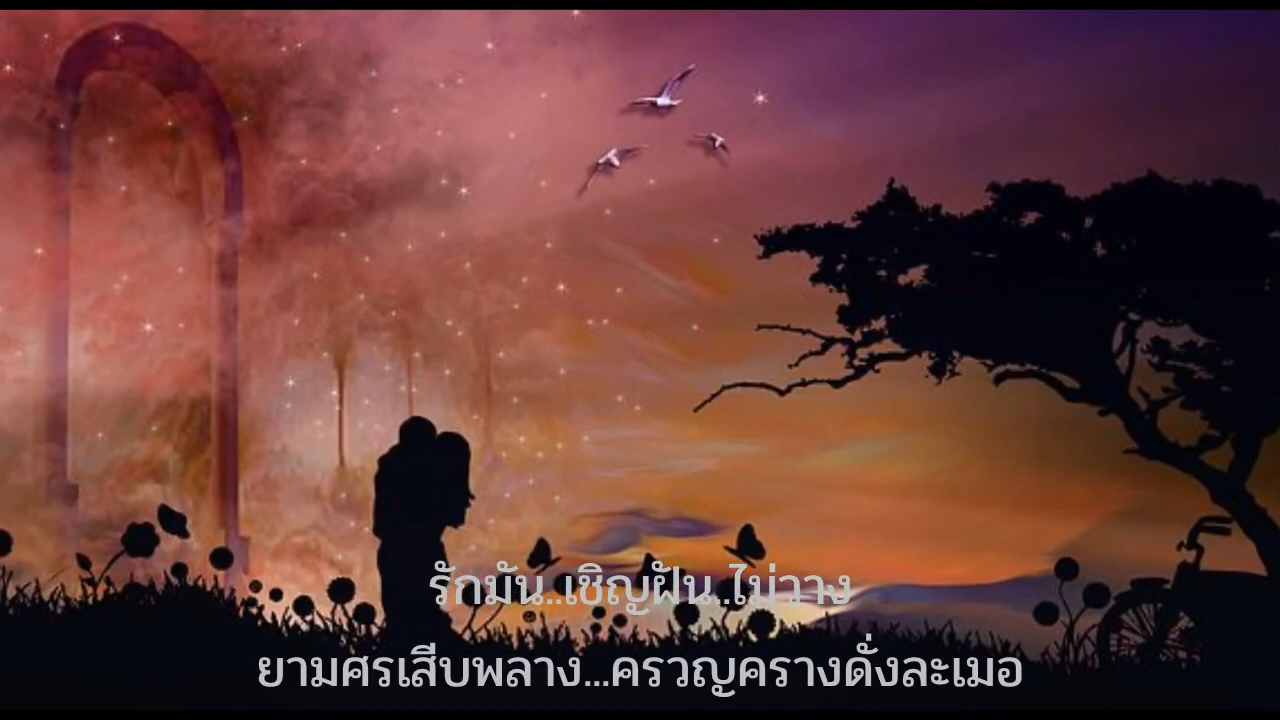 รักมัน..เชิญฝัน..ไม่วาง
ยามศรเสียบพลาง...ครวญครางดั่งละเมอ